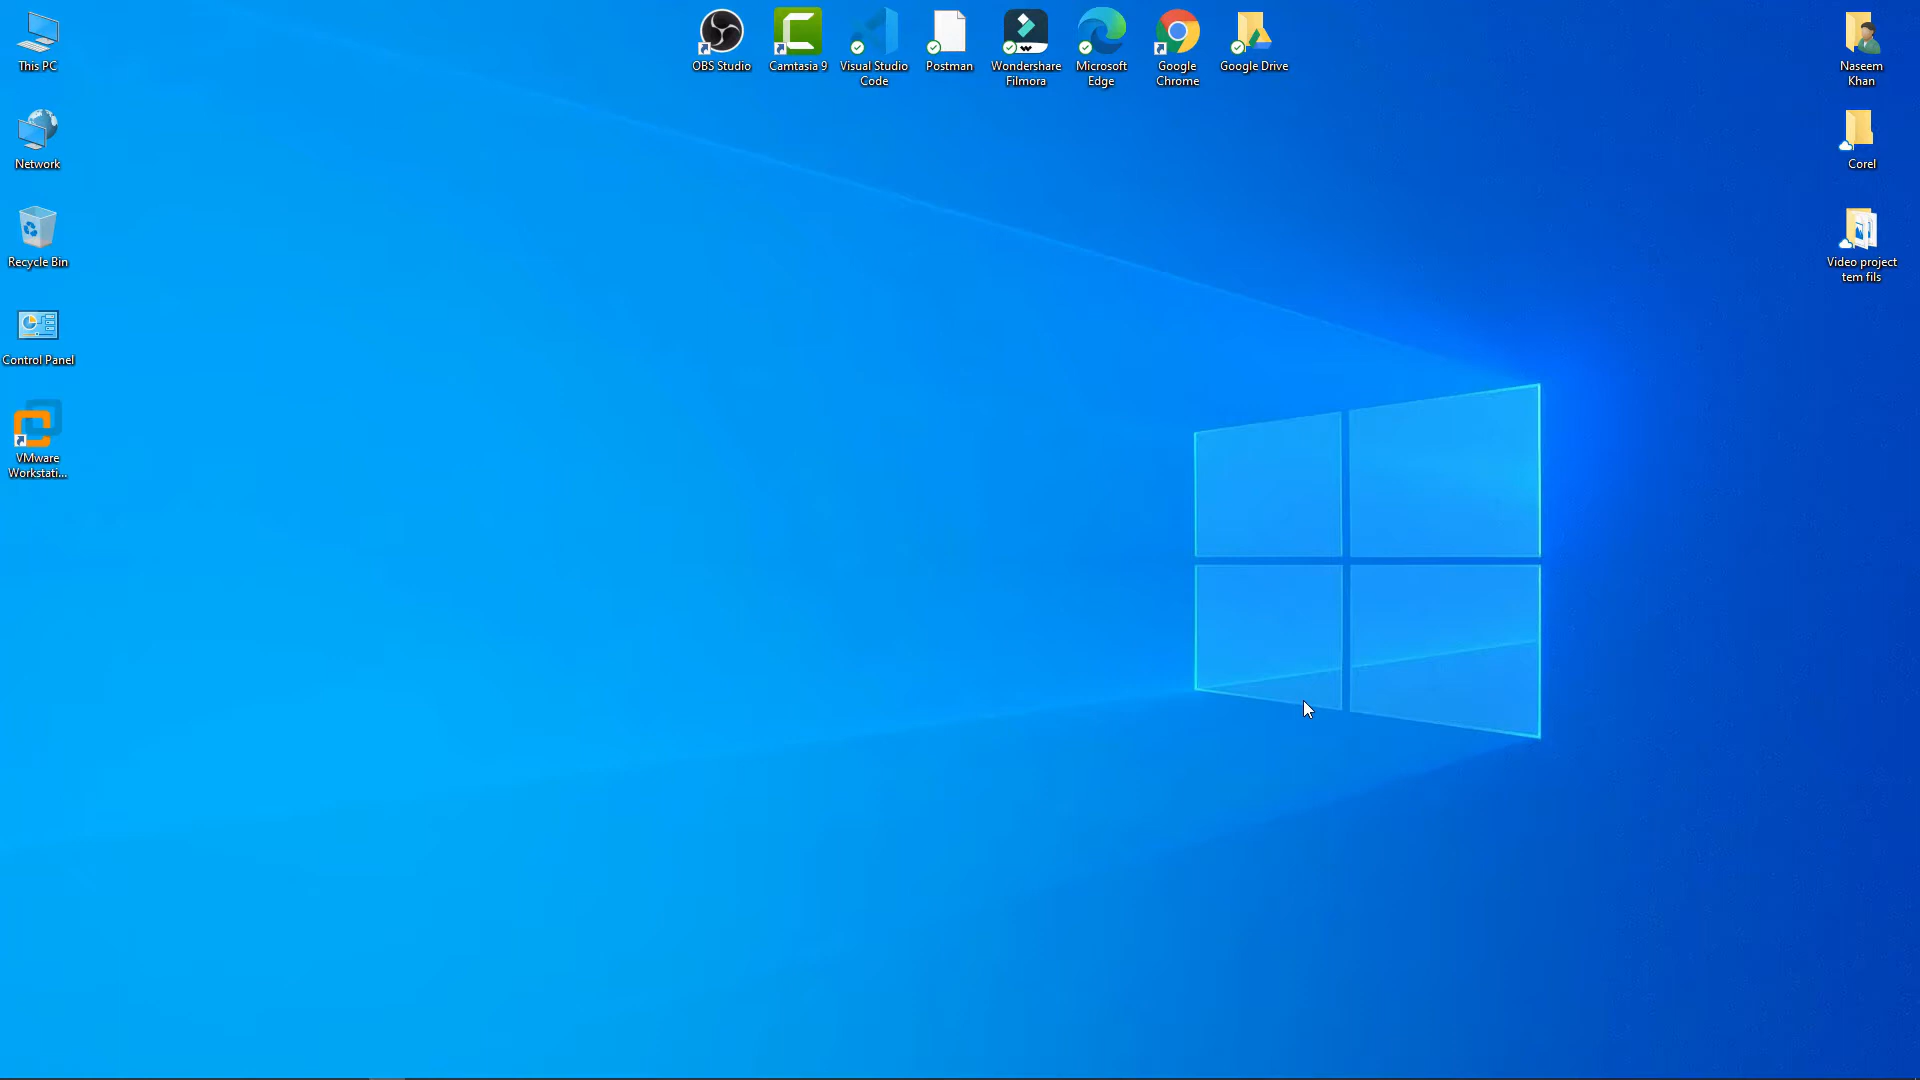 This PC
Network
Recycle Bin
Control Panel
VMware
Workstati...
OBS Studio
Camtasia 9
Visual Studio
Code
Postman
Wondershare
Filmora
Microsoft
Edge
Google
Chrome
Google Drive
Naseem
Khan
Corel
Video project
tem fils